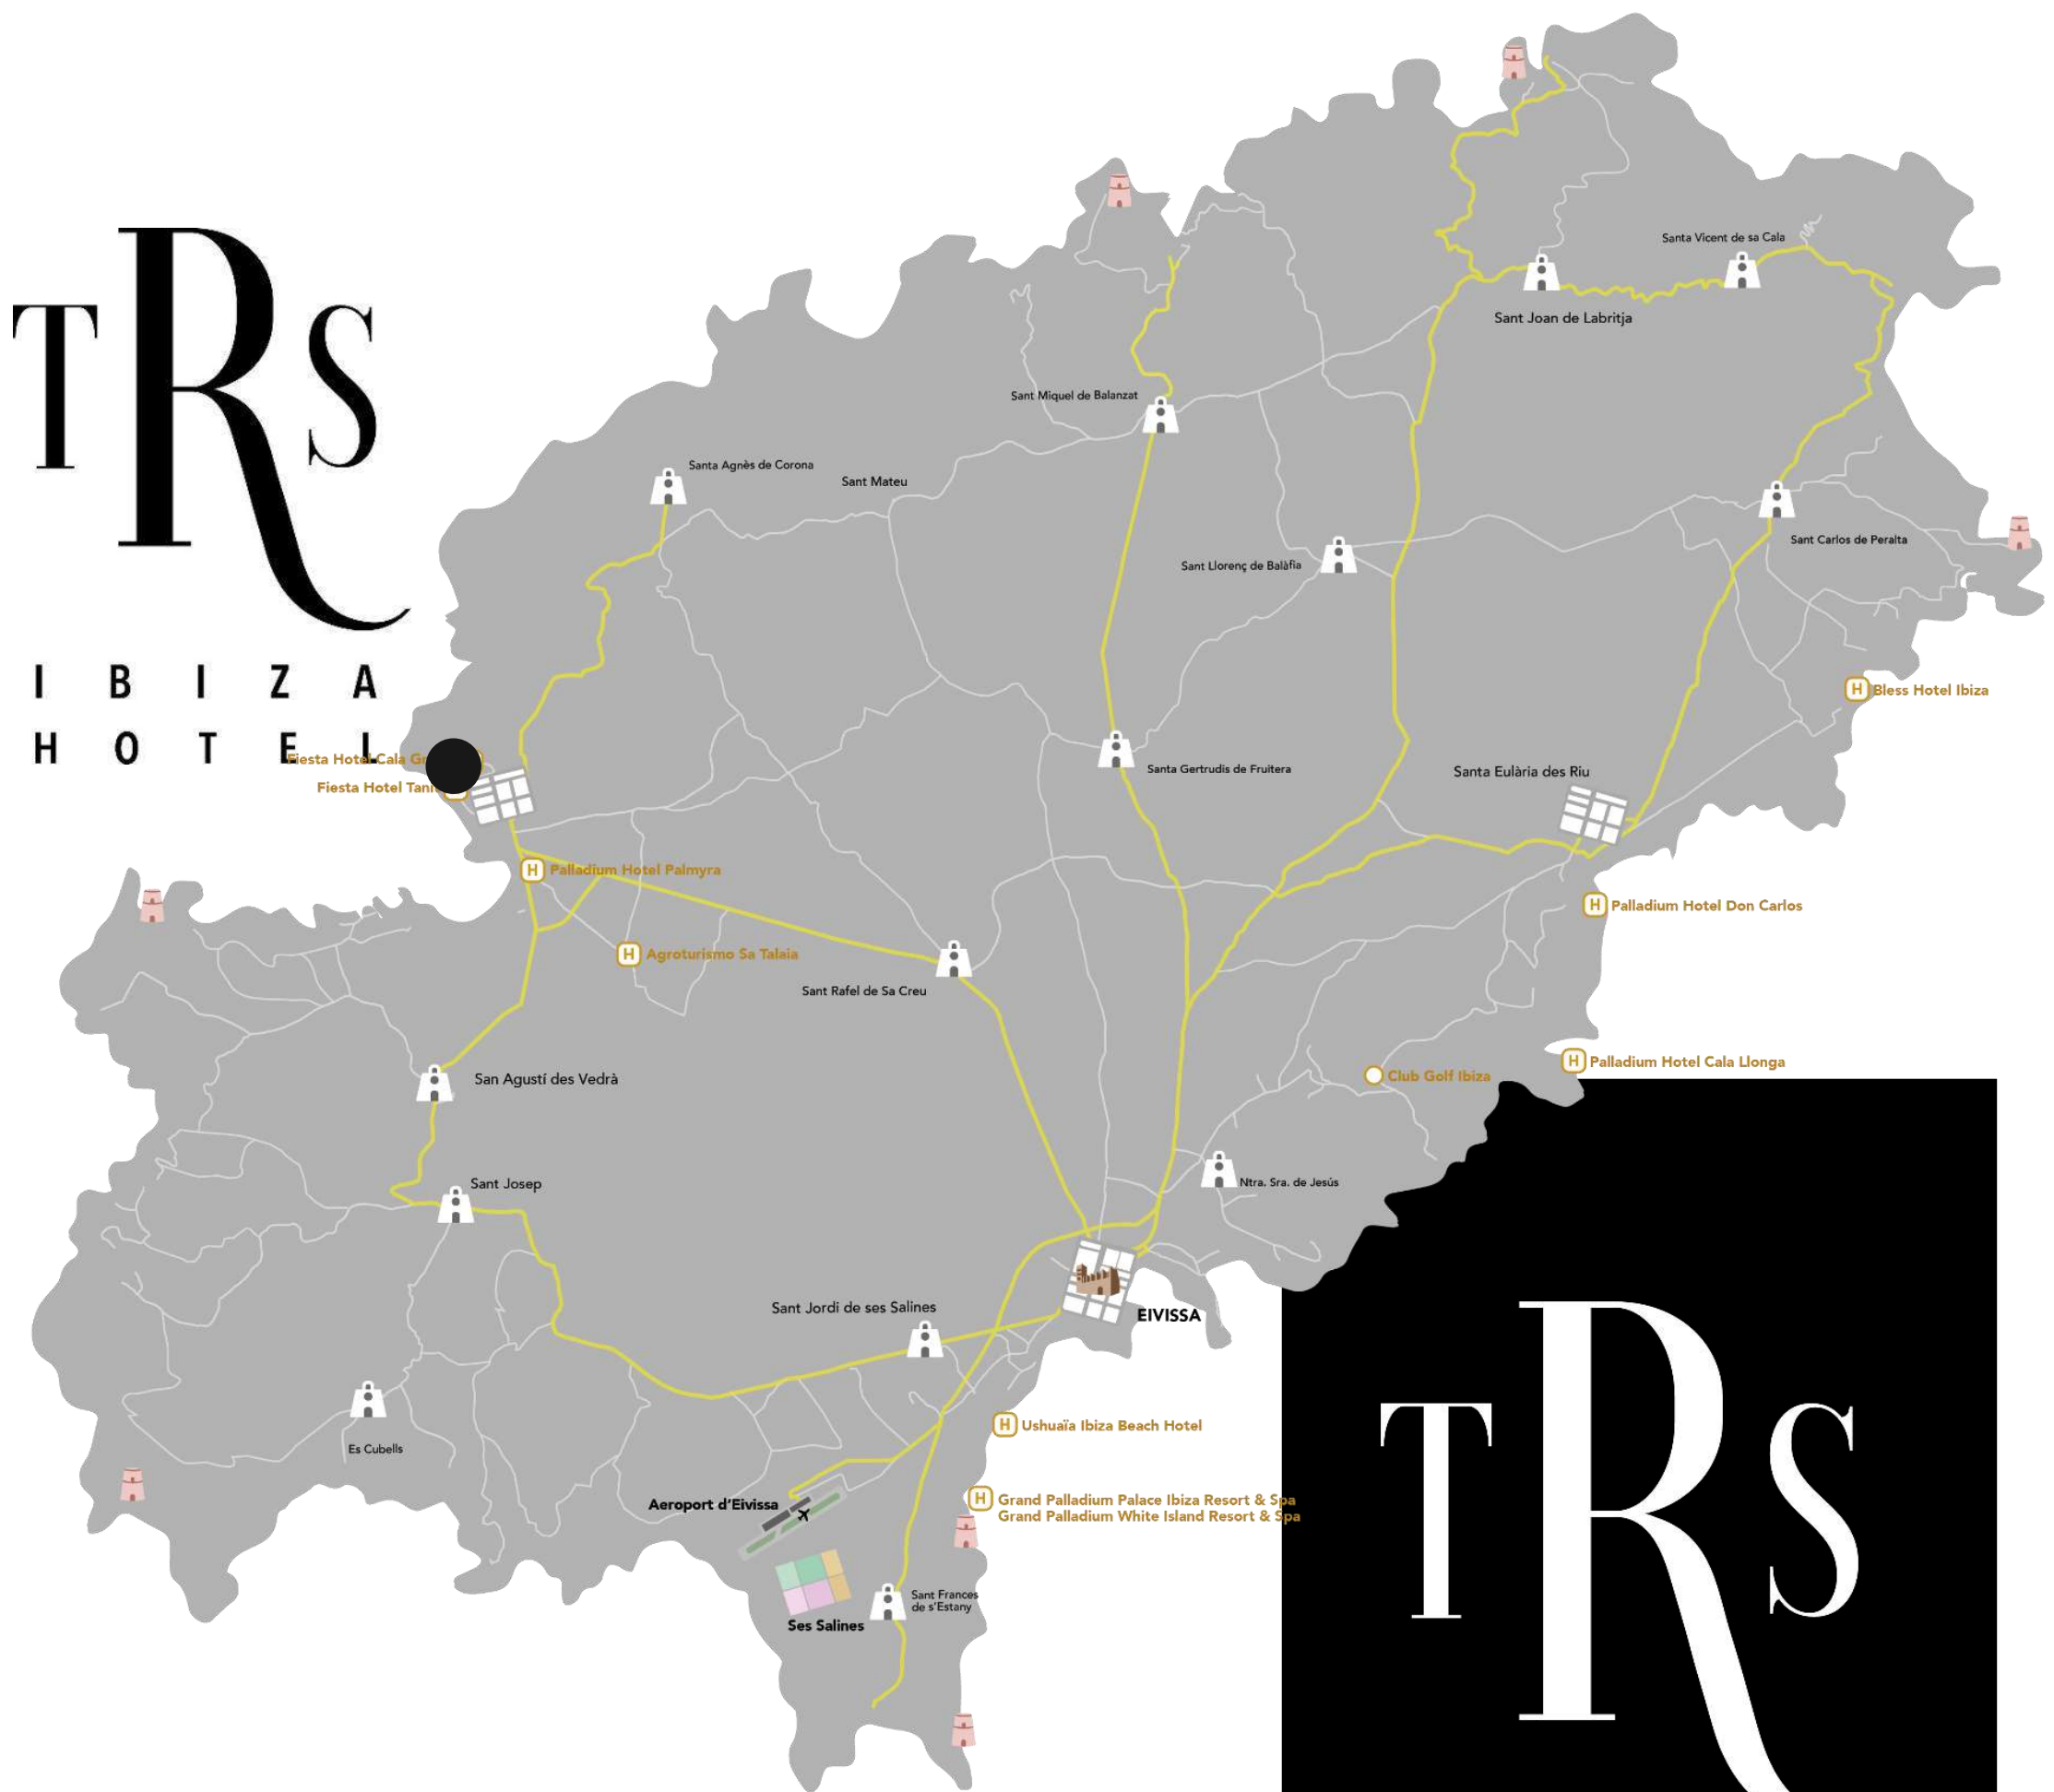 TRS
IBIZA
HOTEL
Santa Vicent de sa Cala
Sant Joan de Labritja
Sant Miquel de Balanzat
Santa Agnès de Corona
Sant Mateu
Sant Carlos de Peralta
Sant Llorenç de Balàfia
H Bless Hotel Ibiza
Fiesta Hotel Cala
Fiesta Hotel
Santa Gertrudis de Fruitera
Santa Eulària des Riu
H Palladium Hotel Palmyra
H Palladium Hotel Don Carlos
H Agroturismo Sa Talaia
Sant Rafel de Sa Creu
H Palladium Hotel Cala Llonga
Club Golf Ibiza
San Agustí des Vedrà
Sant Josep
Ntra. Sra. de Jesús
Sant Jordi de ses Salines
EIVISSA
H Ushuaïa Ibiza Beach Hotel
Es Cubells
Aeroport d'Eivissa
H Grand Palladium Palace Ibiza Resort & Spa
Grand Palladium White Island Resort & Spa
Sant Frances
de s'Estany
Ses Salines
TRS